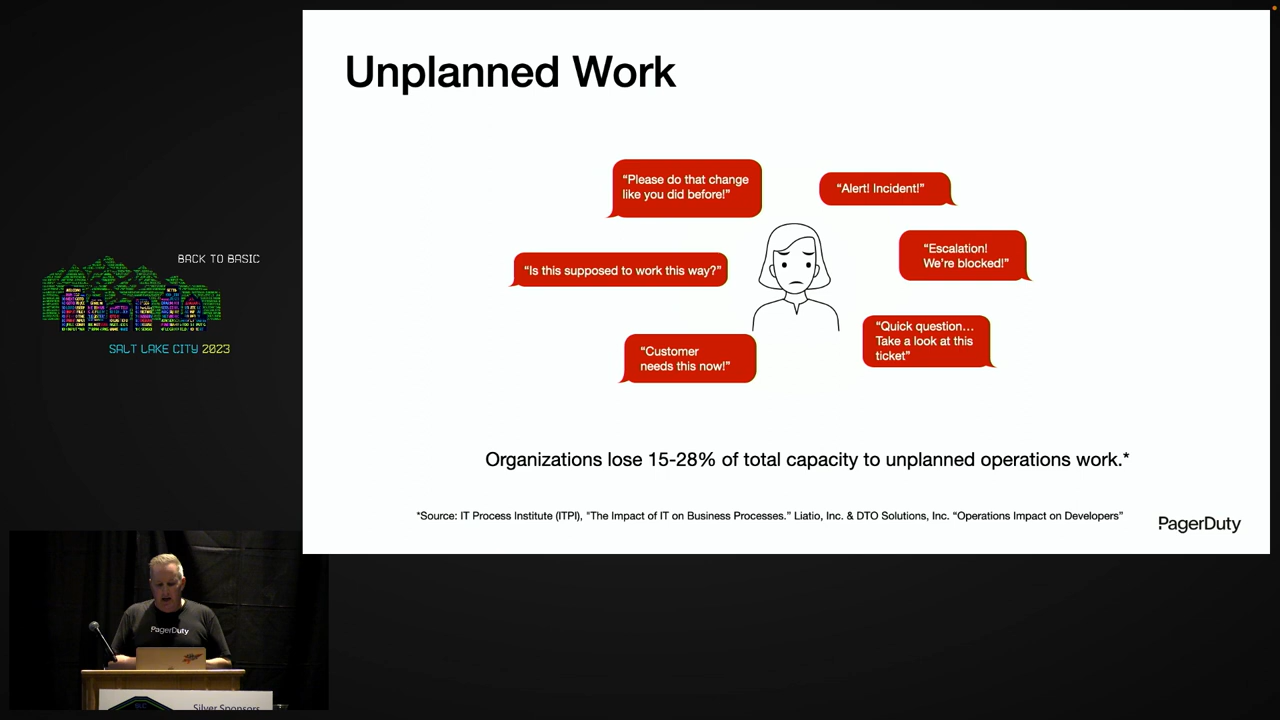 Unplanned Work
“Please do that change
like you did before!”
“Alert! Incident!”
“Escalation!
We’re blocked!”
“Is this supposed to work this way?”
“Quick question…
Take a look at this
ticket”
“Customer
needs this now!”
Organizations lose 15-28% of total capacity to unplanned operations work.*
*Source: IT Process Institute (ITPI), “The Impact of IT on Business Processes.” Liatio, Inc. & DTO Solutions, Inc. “Operations Impact on Developers”
PagerDuty
BACK TO BASIC
SALT LAKE CITY 2023
PagerDuty
Silver Sponsors